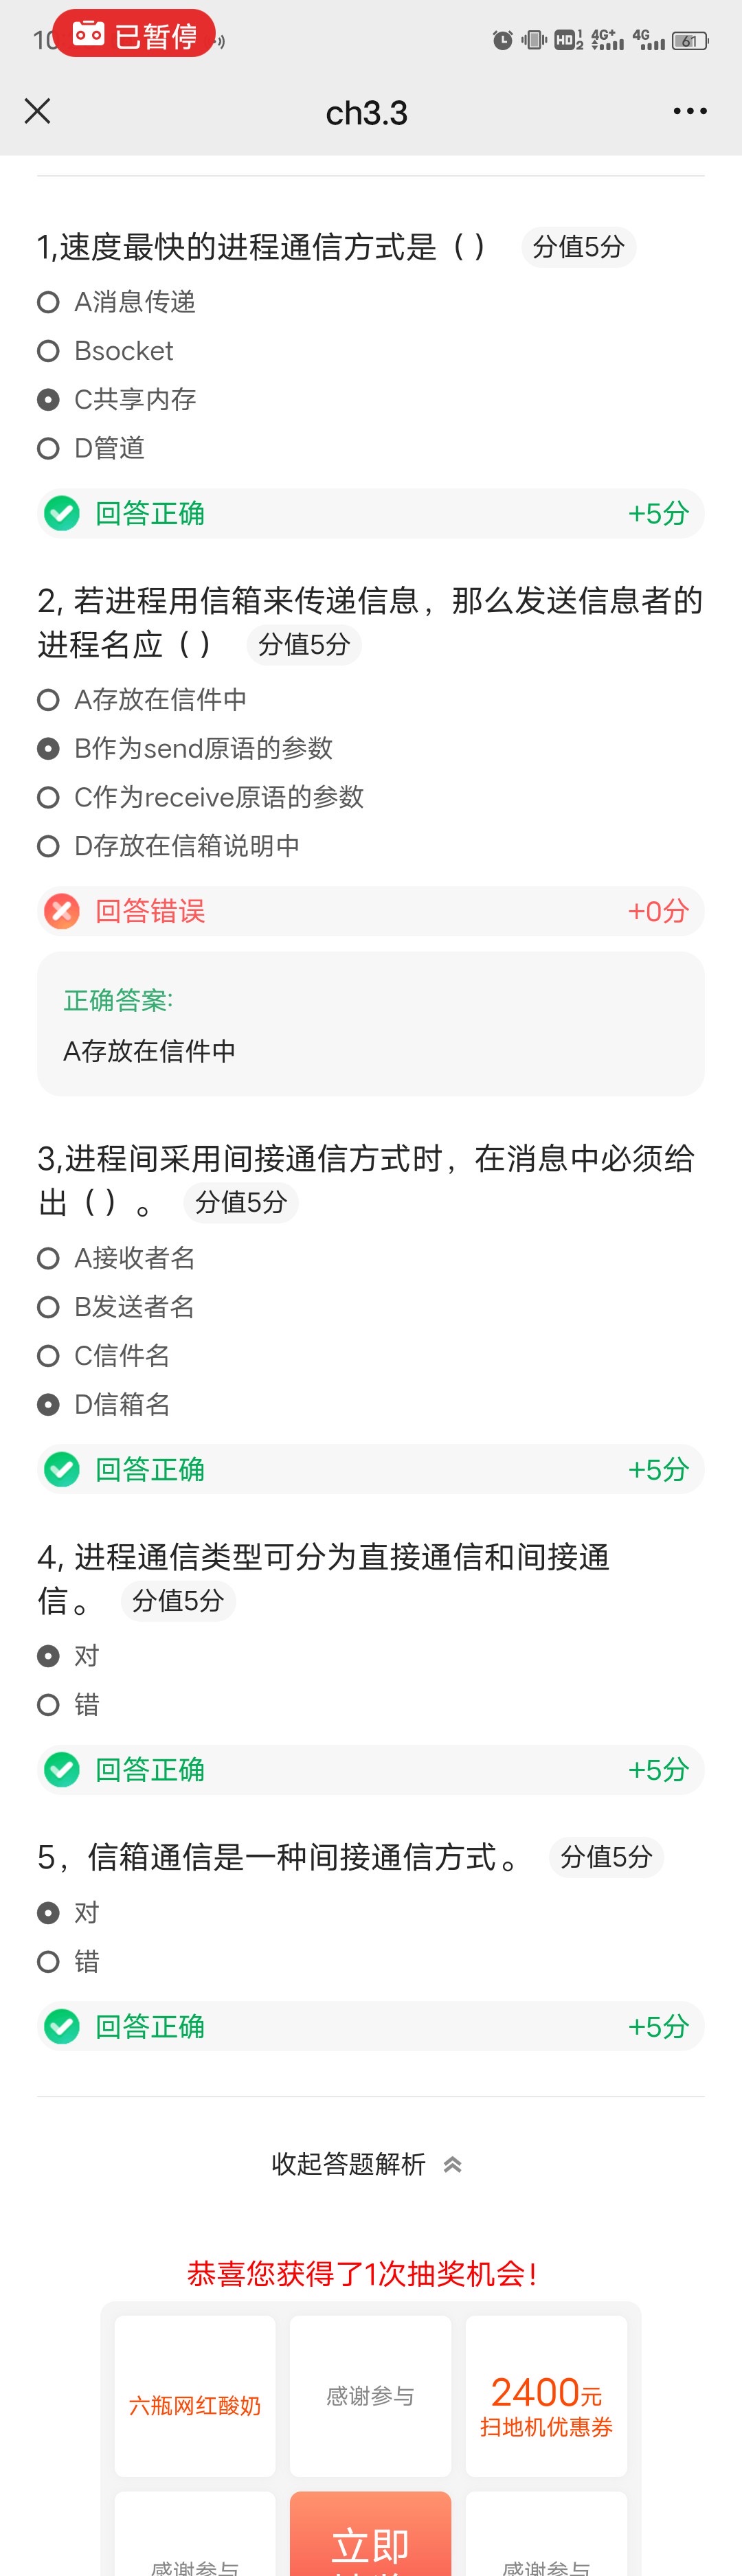 10
已暂停
HD 1 2 4G+ 4G 61
ch3.3
1,速度最快的进程通信方式是（ ） 分值5分
A消息传递
Bsocket
C共享内存
D管道
回答正确 +5分
2, 若进程用信箱来传递信息，那么发送信息者的
进程名应（ ） 分值5分
A存放在信件中
B作为send原语的参数
C作为receive原语的参数
D存放在信箱说明中
回答错误 +0分
正确答案:
A存放在信件中
3,进程间采用间接通信方式时，在消息中必须给
出（ ）。 分值5分
A接收者名
B发送者名
C信件名
D信箱名
回答正确 +5分
4, 进程通信类型可分为直接通信和间接通
信。 分值5分
对
错
回答正确 +5分
5，信箱通信是一种间接通信方式。 分值5分
对
错
回答正确 +5分
收起答题解析
恭喜您获得了1次抽奖机会!
六瓶网红酸奶 感谢参与 2400元
扫地机优惠券
感谢参与 立即 感谢参与